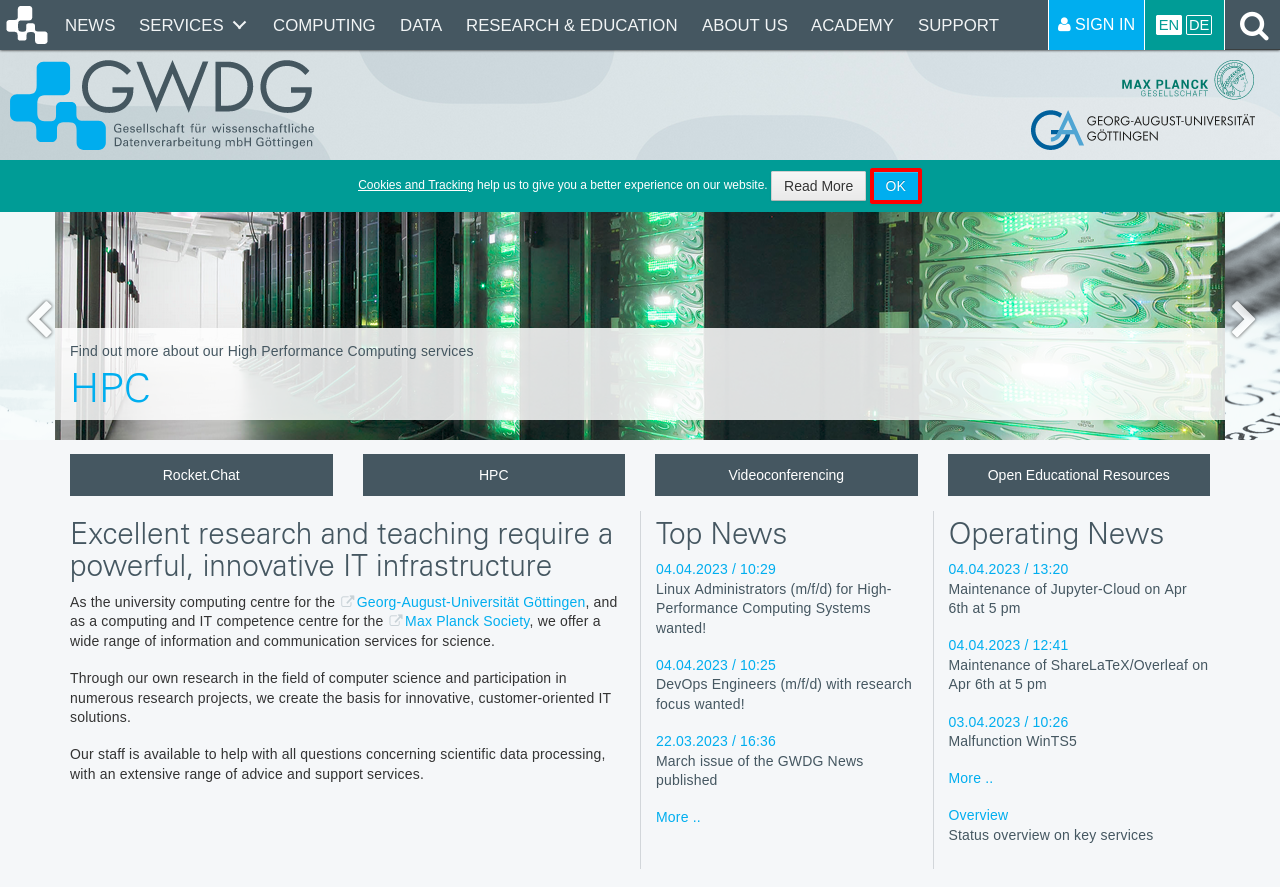 NEWS SERVICES COMPUTING DATA RESEARCH & EDUCATION ABOUT US ACADEMY SUPPORT SIGN IN EN DE
GWDG
Gesellschaft für wissenschaftliche
Datenverarbeitung mbH Göttingen
MAX PLANCK
GESELLSCHAFT
GEORG-AUGUST-UNIVERSITÄT
GÖTTINGEN
Cookies and Tracking help us to give you a better experience on our website. Read More OK
Find out more about our High Performance Computing services
HPC
Rocket.Chat HPC Videoconferencing Open Educational Resources
Excellent research and teaching require a
powerful, innovative IT infrastructure
As the university computing centre for the Georg-August-Universität Göttingen, and
as a computing and IT competence centre for the Max Planck Society, we offer a
wide range of information and communication services for science.
Through our own research in the field of computer science and participation in
numerous research projects, we create the basis for innovative, customer-oriented IT
solutions.
Our staff is available to help with all questions concerning scientific data processing,
with an extensive range of advice and support services.
Top News
04.04.2023 / 10:29
Linux Administrators (m/f/d) for High-
Performance Computing Systems
wanted!
04.04.2023 / 10:25
DevOps Engineers (m/f/d) with research
focus wanted!
22.03.2023 / 16:36
March issue of the GWDG News
published
More ..
Operating News
04.04.2023 / 13:20
Maintenance of Jupyter-Cloud on Apr
6th at 5 pm
04.04.2023 / 12:41
Maintenance of ShareLaTeX/Overleaf on
Apr 6th at 5 pm
03.04.2023 / 10:26
Malfunction WinTS5
More ..
Overview
Status overview on key services